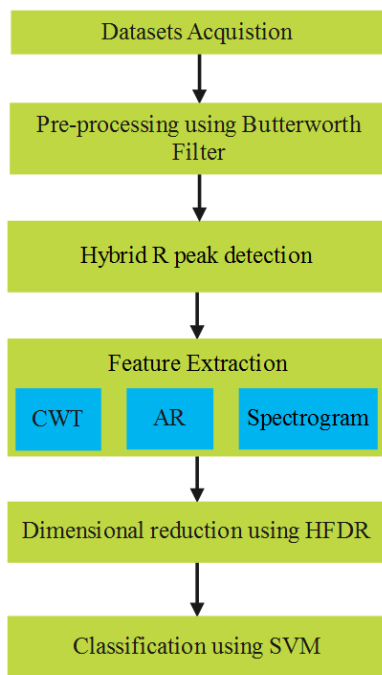 Datasets Acquistion
Pre-processing using Butterworth
Filter
Hybrid R peak detection
Feature Extraction
CWT
AR
Spectrogram
Dimensional reduction using HFDR
Classification using SVM